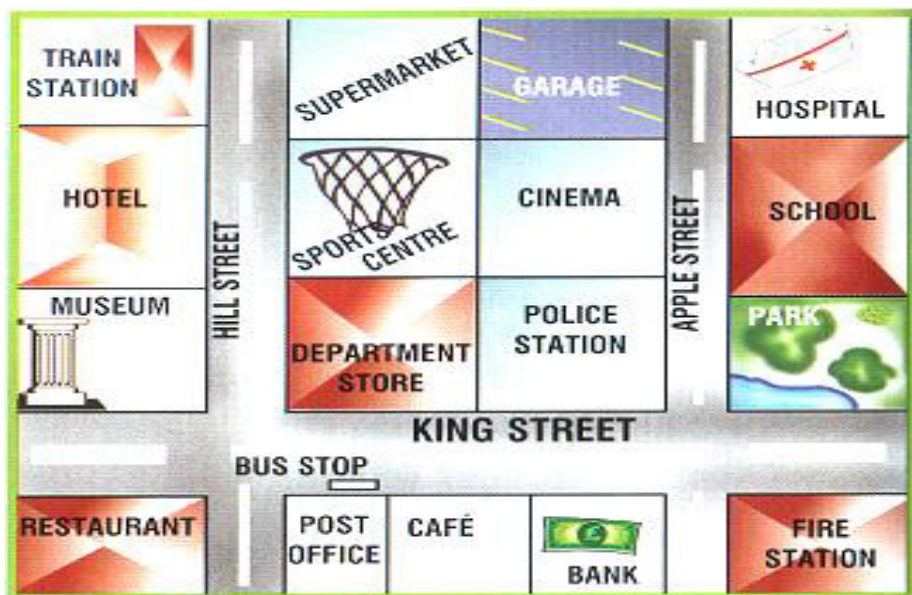 TRAIN
STATION
SUPERMARKET
GARAGE
HOSPITAL
HOTEL
SPORTS
CENTRE
CINEMA
SCHOOL
HILL STREET
APPLE STREET
MUSEUM
DEPARTMENT
STORE
POLICE
STATION
PARK
KING STREET
BUS STOP
RESTAURANT
POST
OFFICE
CAFÉ
BANK
FIRE
STATION